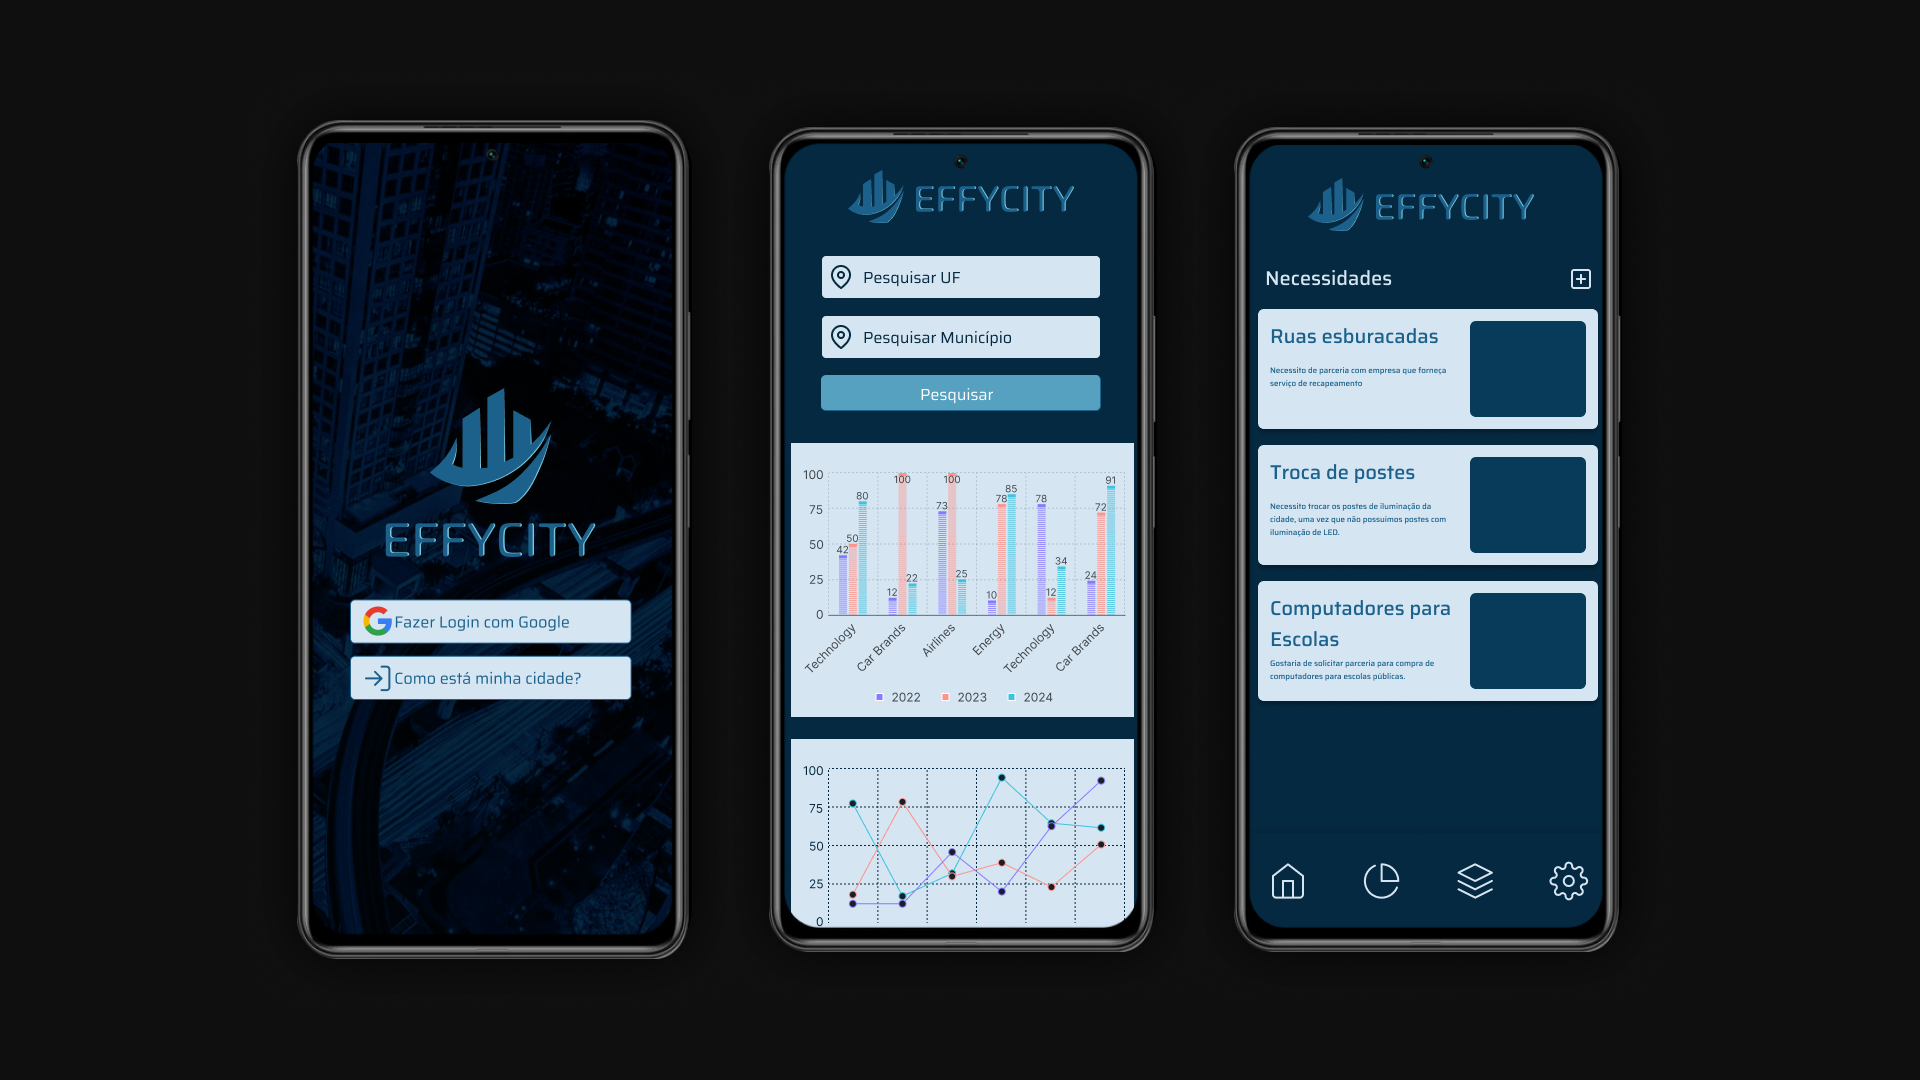 EFFYCITY
Fazer Login com Google
Como está minha cidade?
EFFYCITY
Pesquisar UF
Pesquisar Município
Pesquisar
100
75
50
25
0
42
50
80
12
100
22
73
100
25
10
78
85
78
12
34
24
72
91
Technology
Car Brands
Airlines
Energy
Technology
Car Brands
2022
2023
2024
100
75
50
25
0
EFFYCITY
Necessidades
Ruas esburacadas
Necessito de parceria com empresa que forneça
serviço de recapeamento
Troca de postes
Necessito trocar os postes de iluminação da
cidade, uma vez que não possuimos postes com
iluminação de LED.
Computadores para
Escolas
Gostaria de solicitar parceria para compra de
computadores para escolas públicas.